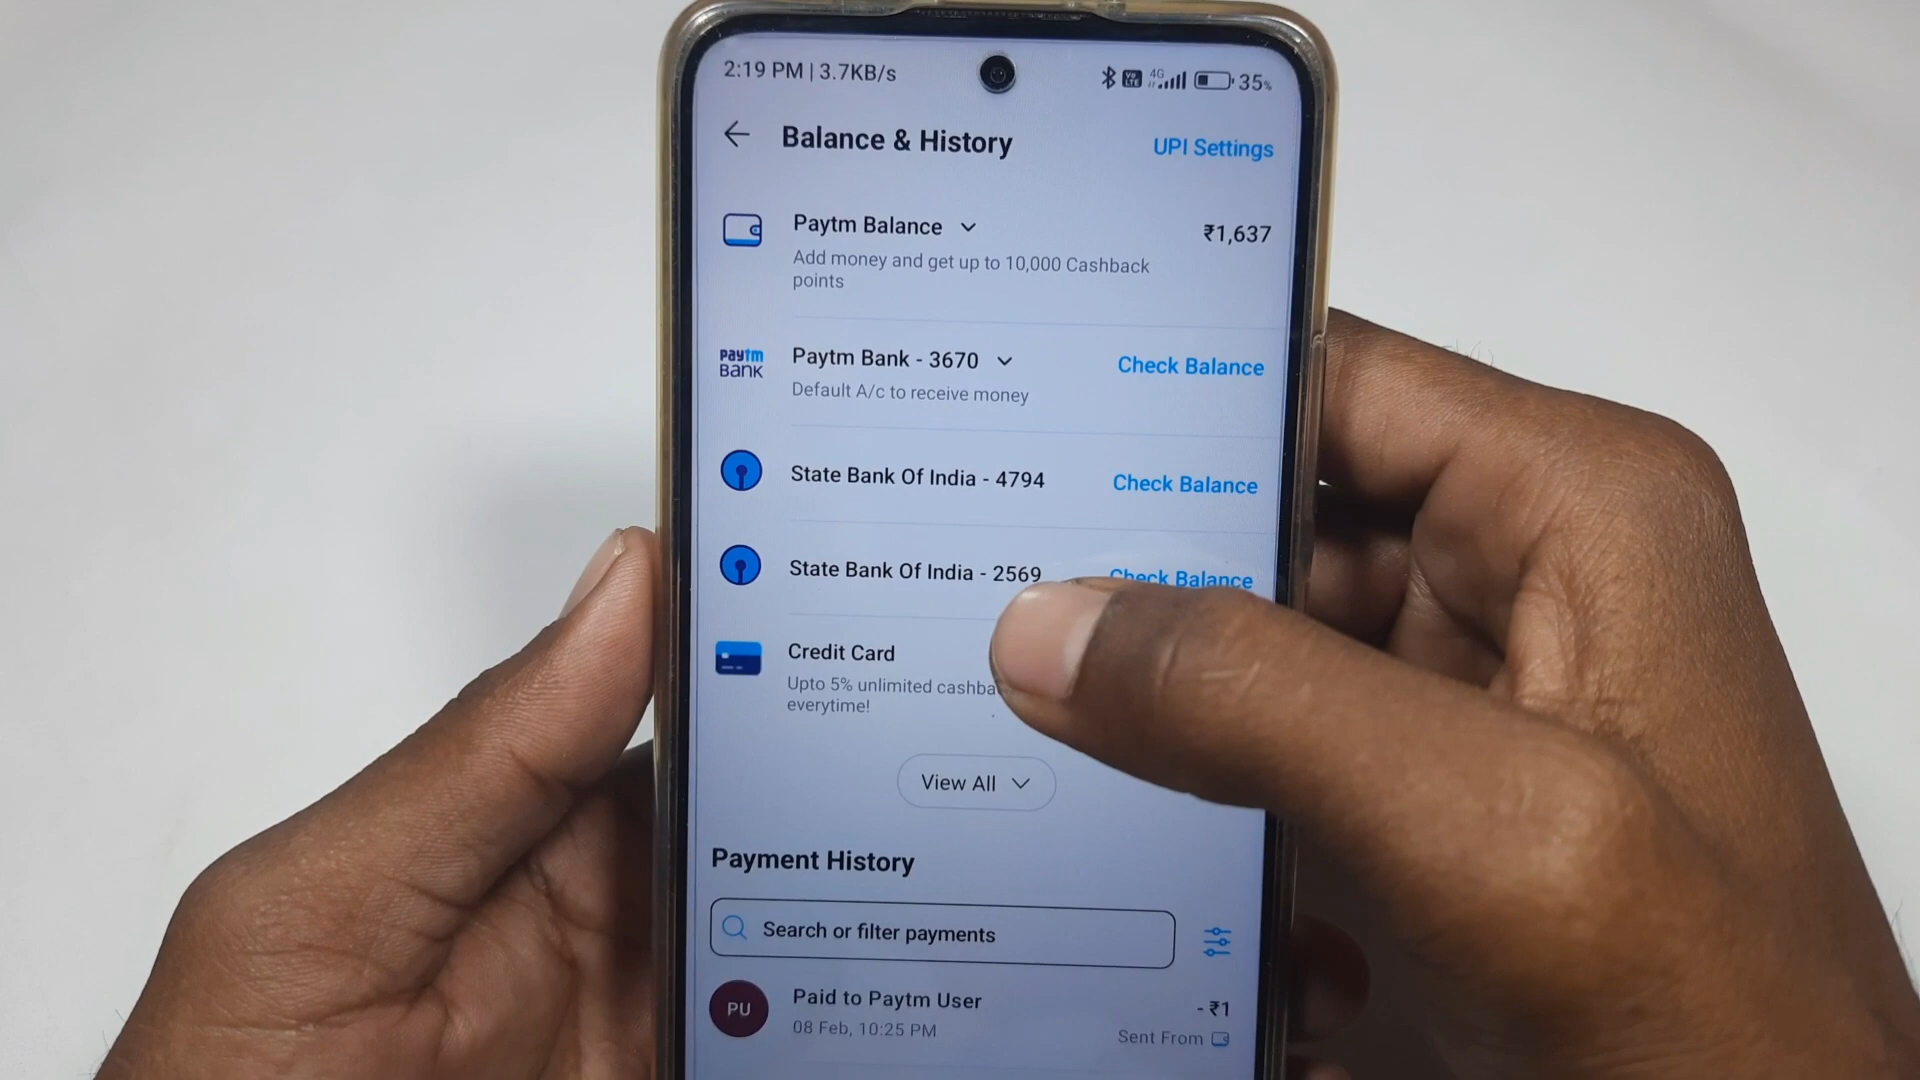 2:19 PM | 3.7KB/s
4G
35%
Balance & History
UPI Settings
Paytm Balance
₹1,637
Add money and get up to 10,000 Cashback
points
paytm
BANK
Paytm Bank - 3670
Check Balance
Default A/c to receive money
State Bank Of India - 4794
Check Balance
State Bank Of India - 2569
Check Balance
Credit Card
Upto 5% unlimited
everytime!
View All
Payment History
Search or filter payments
PU
Paid to Paytm User
- ₹1
08 Feb, 10:25 PM
Sent From